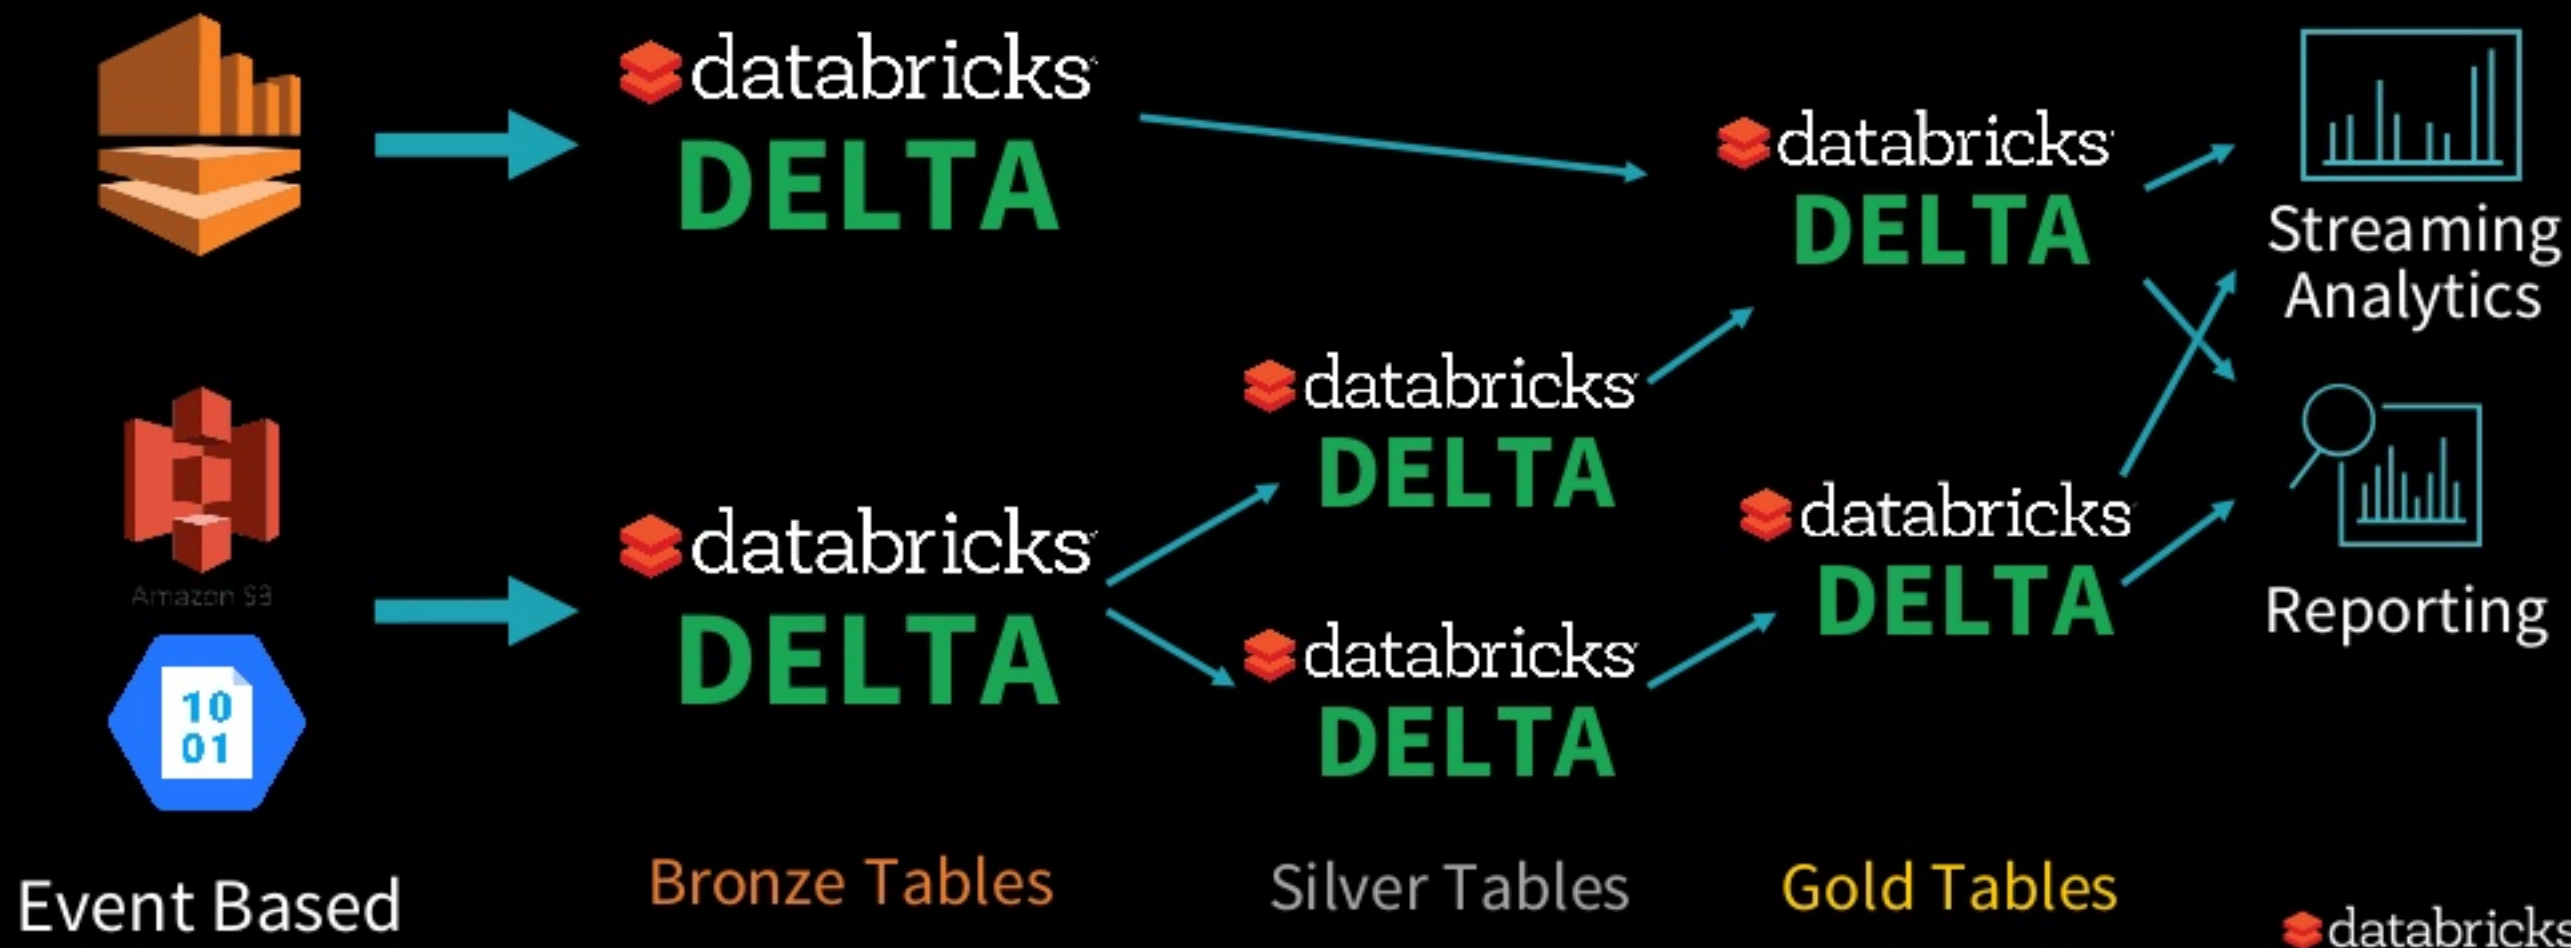 databricks
DELTA
databricks
DELTA
Streaming
Analytics
databricks
DELTA
Amazon S3
databricks
DELTA
databricks
DELTA
Reporting
10
01
databricks
DELTA
Event Based
Bronze Tables
Silver Tables
Gold Tables
databricks